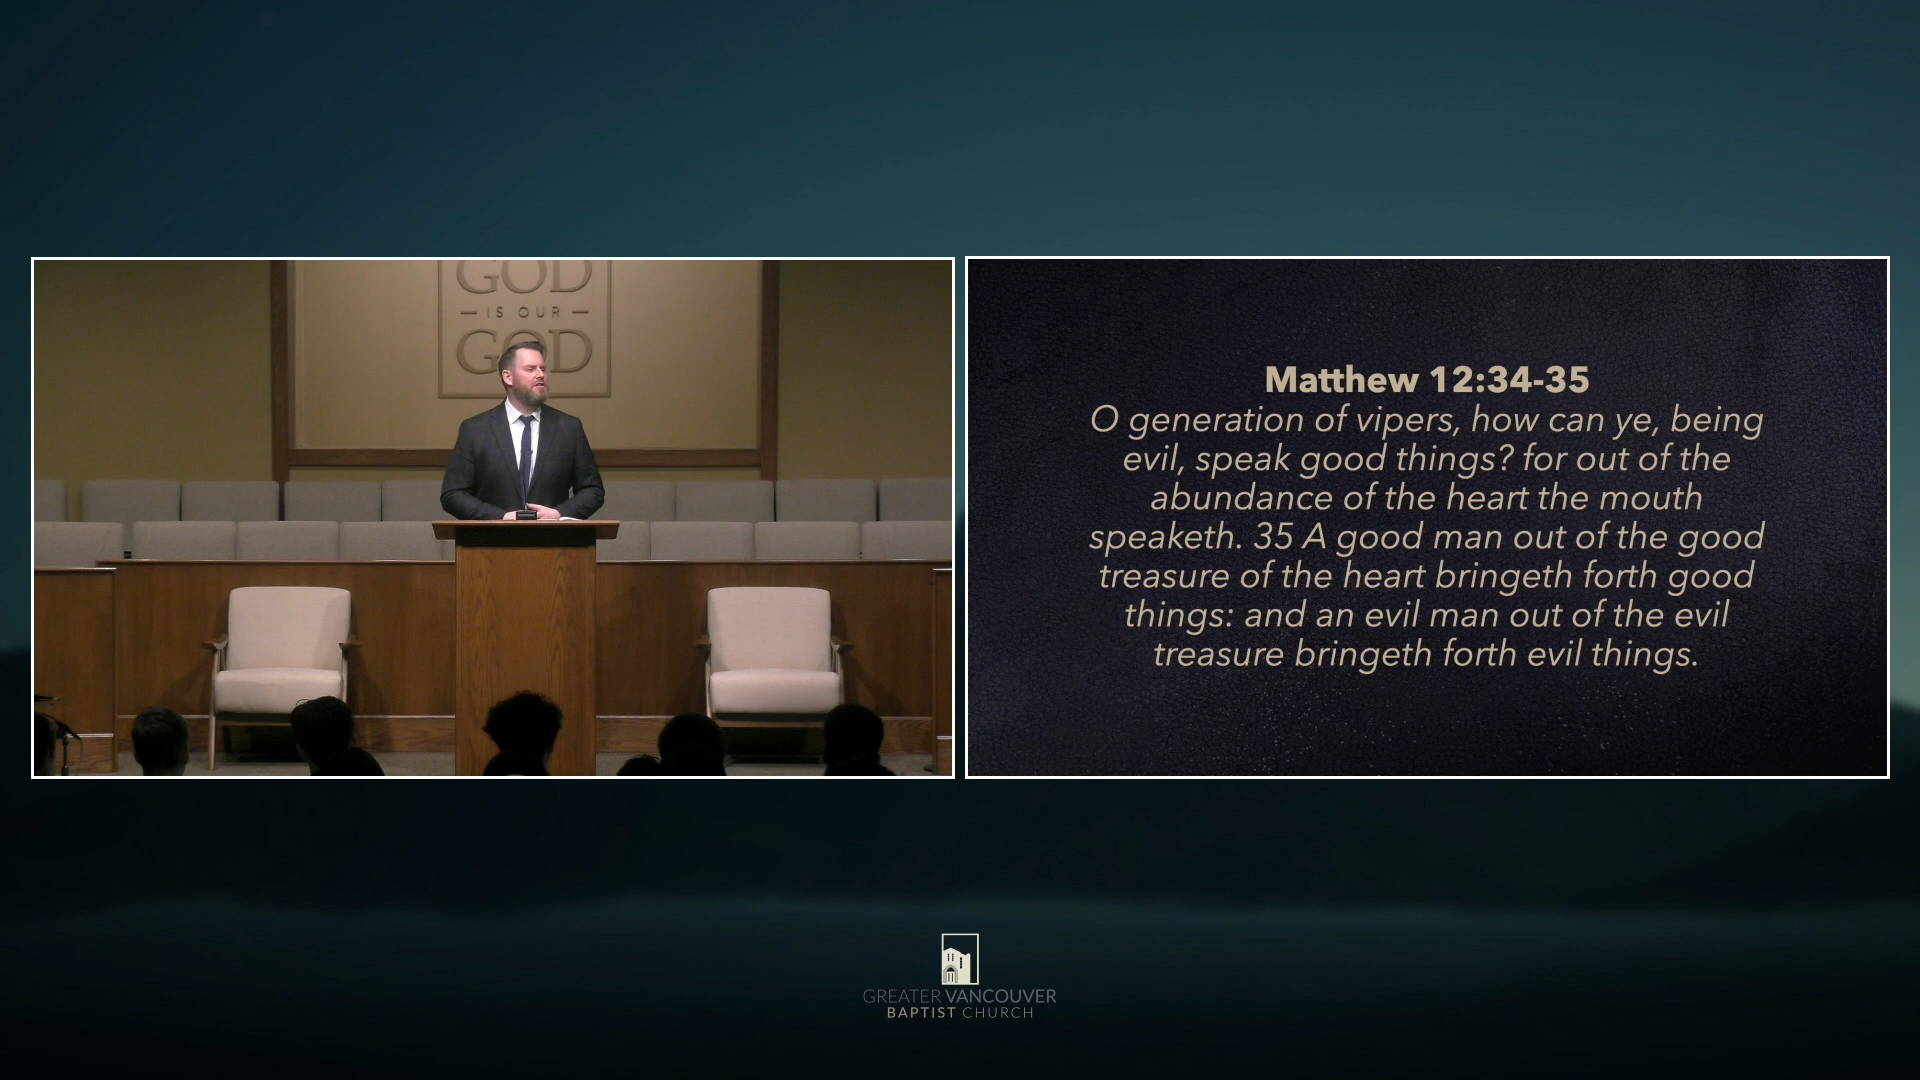 GOD
IS OUR
GOD
Matthew 12:34-35
O generation of vipers, how can ye, being
evil, speak good things? for out of the
abundance of the heart the mouth
speaketh. 35 A good man out of the good
treasure of the heart bringeth forth good
things: and an evil man out of the evil
treasure bringeth forth evil things.
GREATER VANCOUVER
BAPTIST CHURCH